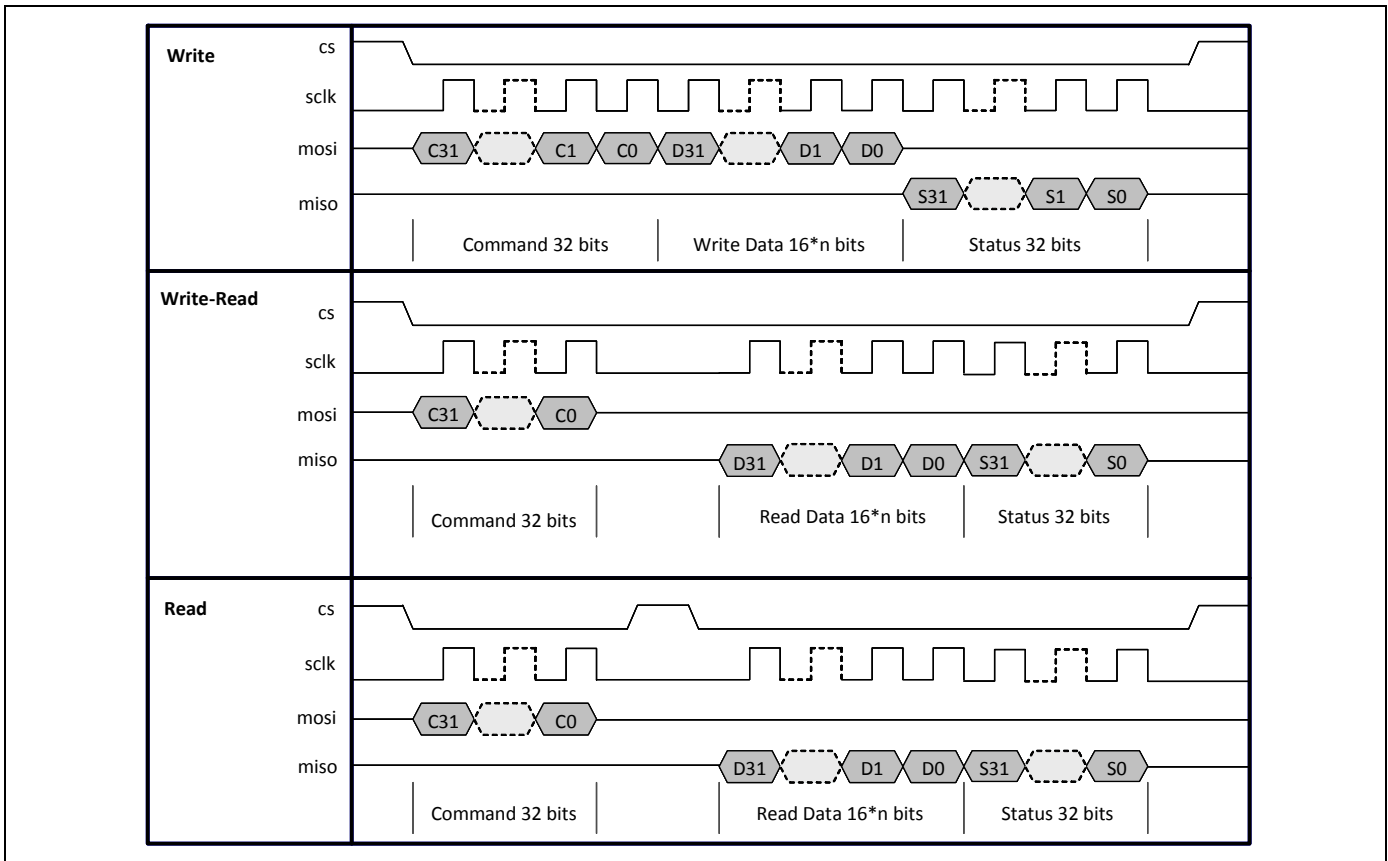 Write
cs
sclk
mosi C31 C1 C0 D31 D1 D0
miso S31 S1 S0
Command 32 bits Write Data 16*n bits Status 32 bits
Write-Read
cs
sclk
mosi C31 C0
miso D31 D1 D0 S31 S0
Command 32 bits Read Data 16*n bits Status 32 bits
Read cs
sclk
mosi C31 C0
miso D31 D1 D0 S31 S0
Command 32 bits Read Data 16*n bits Status 32 bits